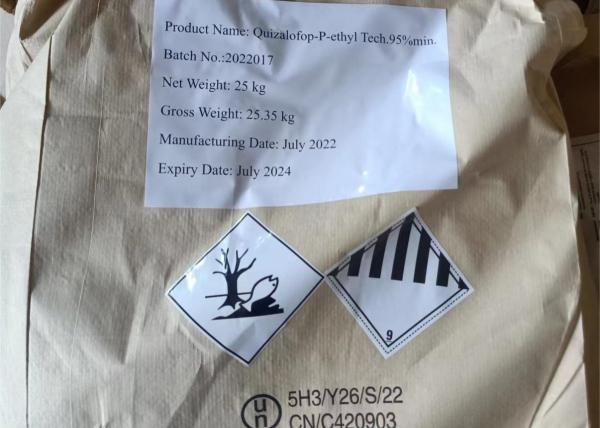 Product Name: Quizalofop-P-ethyl Tech.95%min.
Batch No.:2022017
Net Weight: 25 kg
Gross Weight: 25.35 kg
Manufacturing Date: July 2022
Expiry Date: July 2024
9
un
5H3/Y26/S/22
CN/C420903